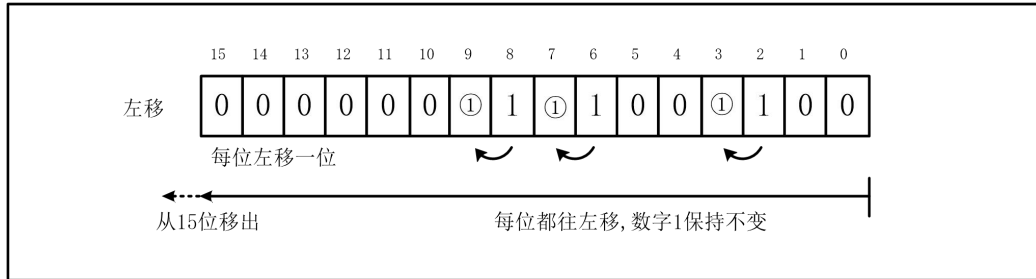 15 14 13 12 11 10 9 8 7 6 5 4 3 2 1 0
左移 0 0 0 0 0 0 ① 1 ① 1 0 0 ① 1 0 0
每位左移一位
从15位移出 每位都往左移,数字1保持不变